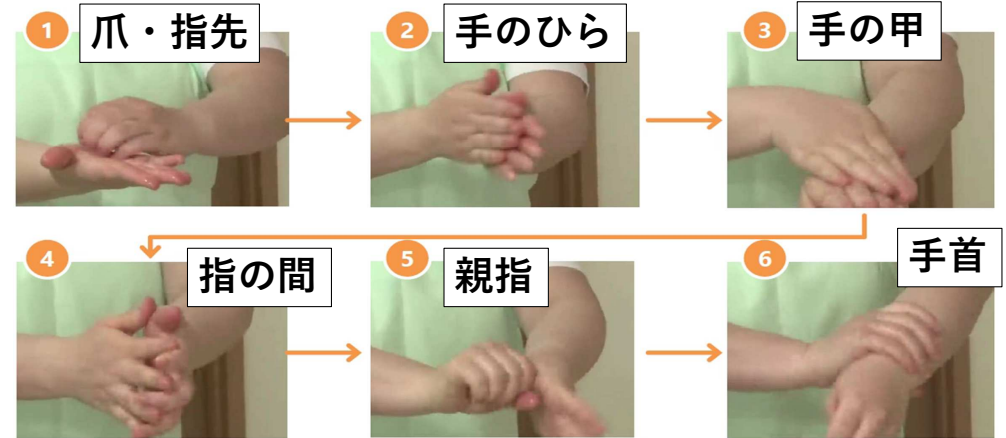 1 爪・指先
2 手のひら
3 手の甲
4 指の間
5 親指
6 手首